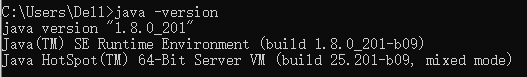 C:\Users\Dell>java -version
java version "1.8.0_201"
Java(TM) SE Runtime Environment (build 1.8.0_201-b09)
Java HotSpot(TM) 64-Bit Server VM (build 25.201-b09, mixed mode)